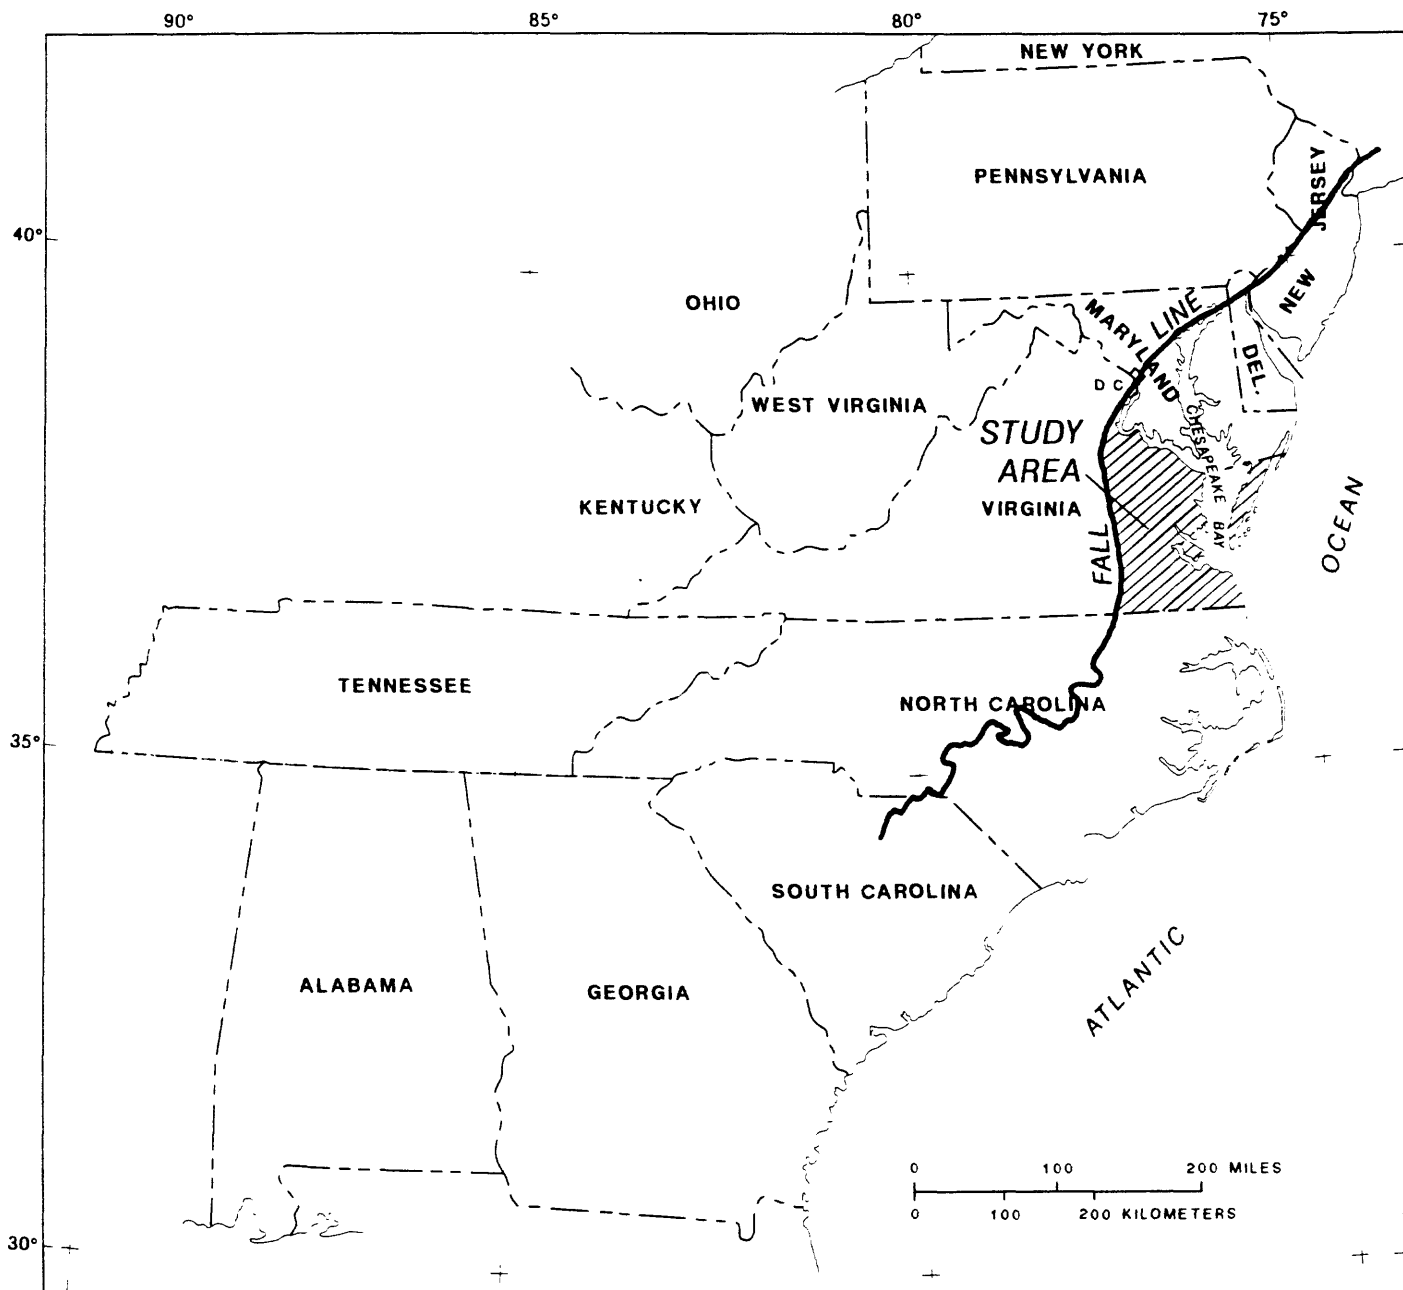 90° 85° 80° 75°
NEW YORK
PENNSYLVANIA
NEW JERSEY
40°
OHIO
MARYLAND
FALL LINE
DEL.
D C
WEST VIRGINIA
CHESAPEAKE BAY
STUDY
AREA
KENTUCKY
VIRGINIA
ATLANTIC OCEAN
TENNESSEE
NORTH CAROLINA
35°
SOUTH CAROLINA
ALABAMA
GEORGIA
0 100 200 MILES
0 100 200 KILOMETERS
30°